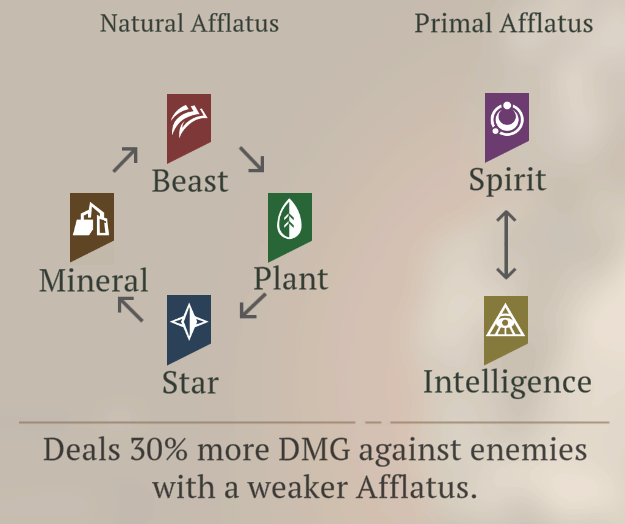 Natural Afflatus
Primal Afflatus
Beast
Spirit
Mineral
Plant
Star
Intelligence
Deals 30% more DMG against enemies
with a weaker Afflatus.